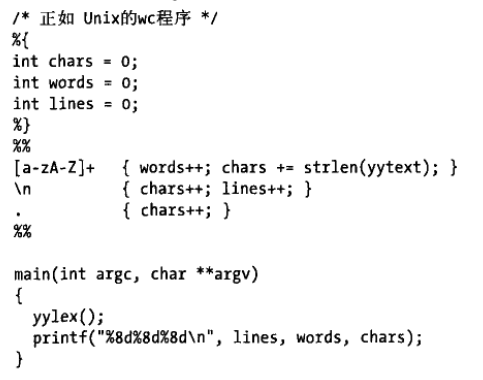 /* 正如 Unix的wc程序 */
%{
int chars = 0;
int words = 0;
int lines = 0;
%}
%%
[a-zA-Z]+   { words++; chars += strlen(yytext); }
\n          { chars++; lines++; }
.           { chars++; }
%%
main(int argc, char **argv)
{
  yylex();
  printf("%8d%8d%8d\n", lines, words, chars);
}